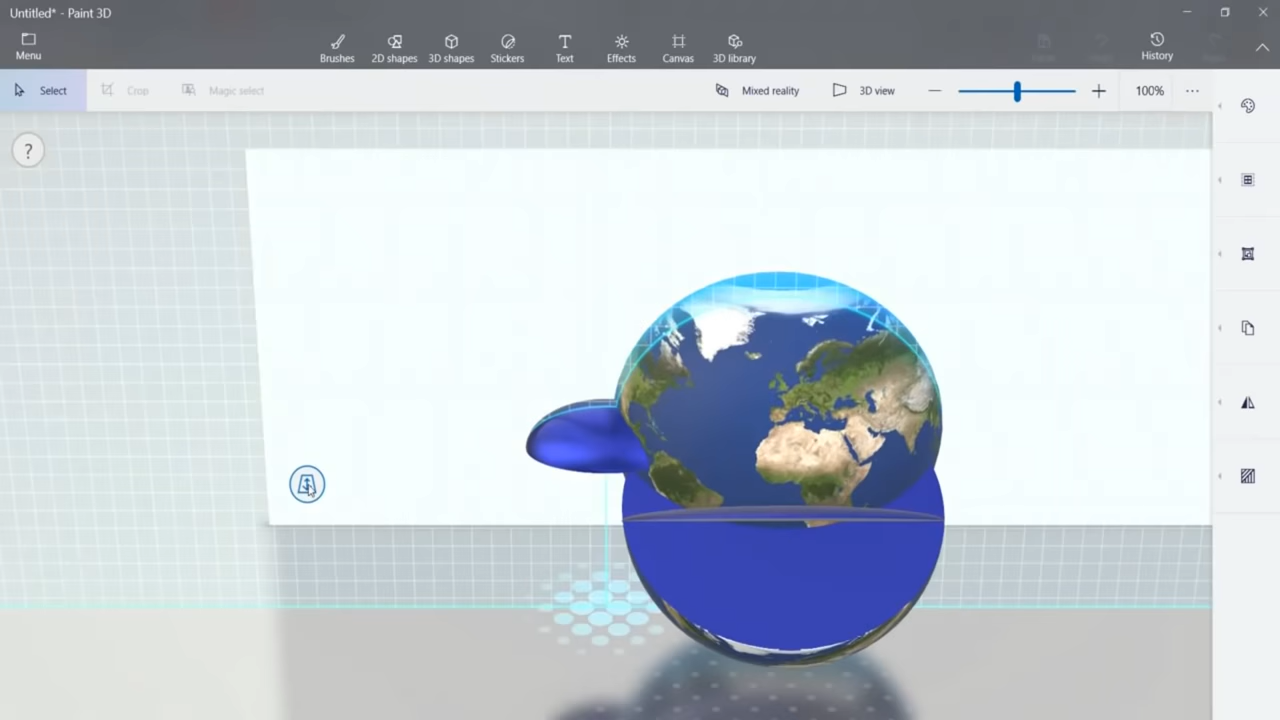 Untitled* - Paint 3D
Menu
Brushes
2D shapes
3D shapes
Stickers
Text
Effects
Canvas
3D library
History
Select
Crop
Magic select
Mixed reality
3D view
100%
?